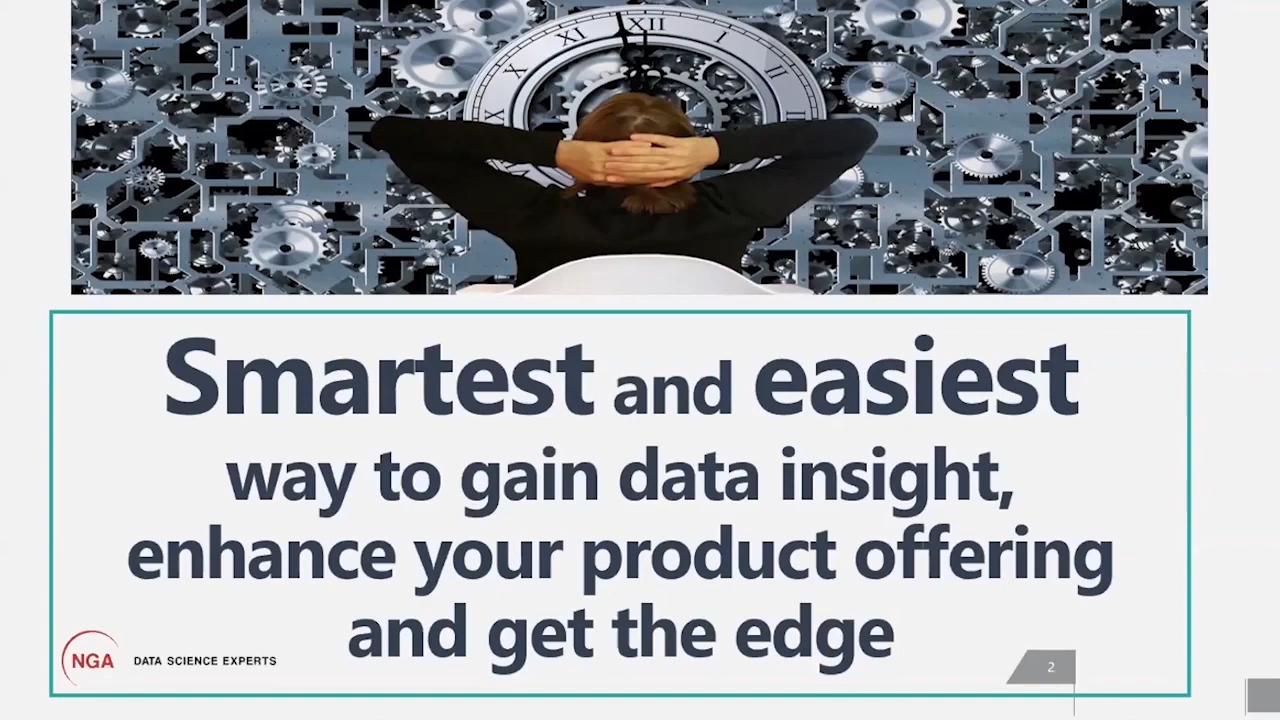 XII
XI
I
X
II
IX
Smartest and easiest
way to gain data insight,
enhance your product offering
and get the edge
NGA DATA SCIENCE EXPERTS
2